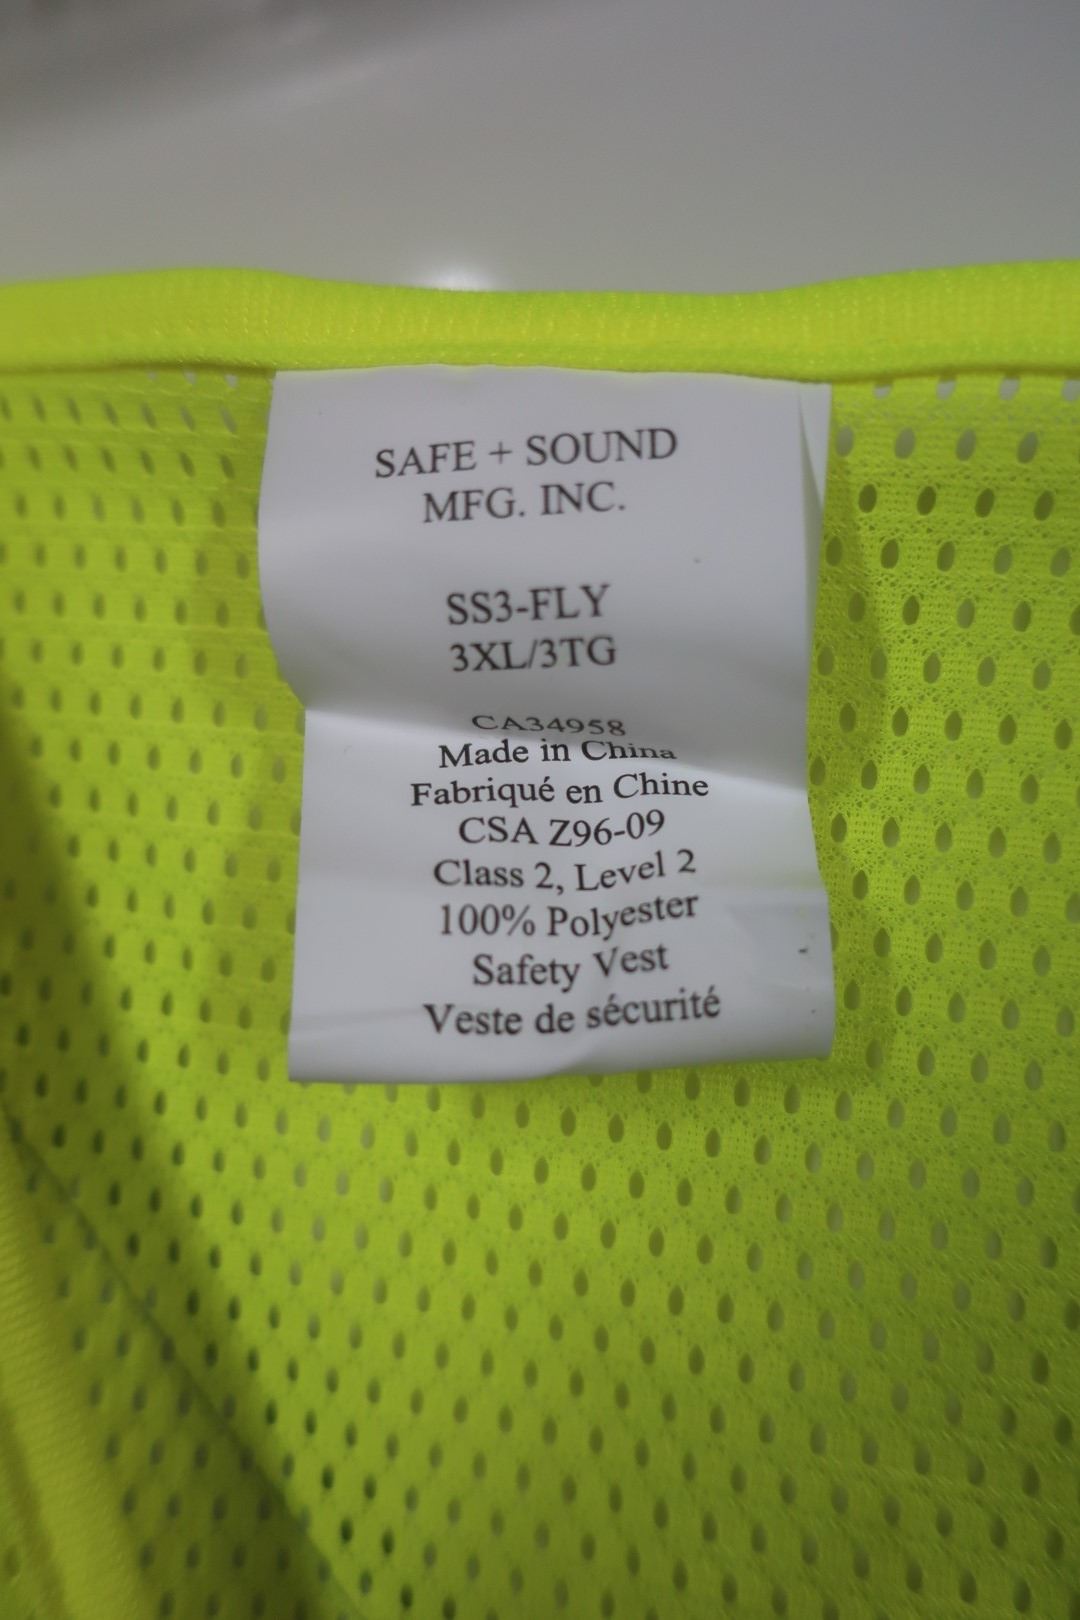 SAFE + SOUND
MFG. INC.
SS3-FLY
3XL/3TG
CA34958
Made in China
Fabriqué en Chine
CSA Z96-09
Class 2, Level 2
100% Polyester
Safety Vest
Veste de sécurité